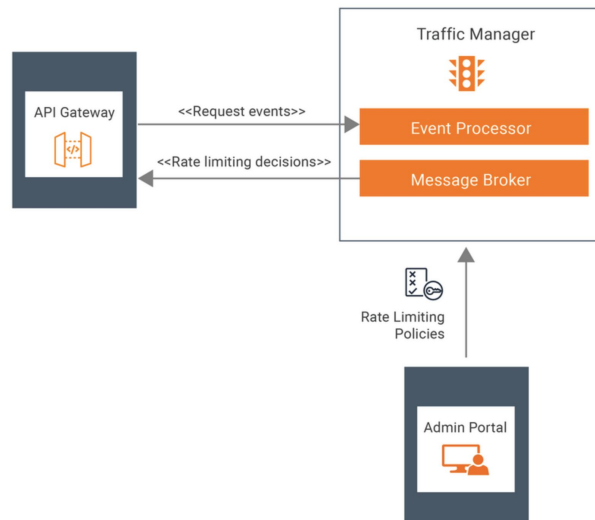 Traffic Manager
API Gateway
</>
<<Request events>>
Event Processor
<<Rate limiting decisions>>
Message Broker
Rate Limiting
Policies
Admin Portal